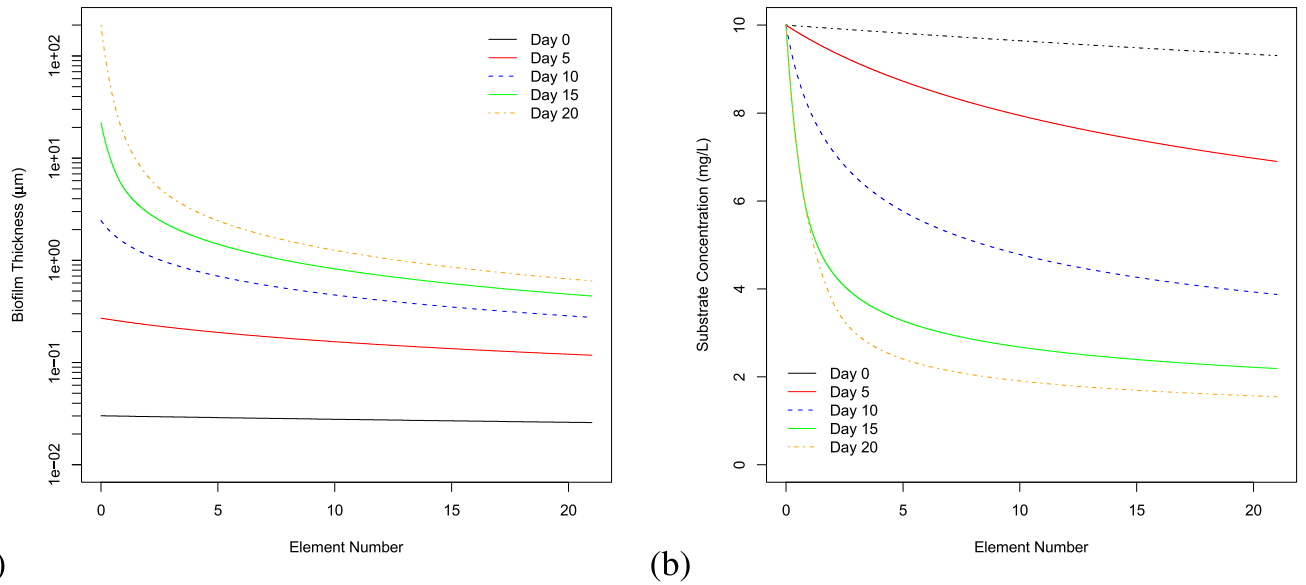 1e+02
1e+01
1e+00
1e-01
1e-02
Biofilm Thickness (µm)
Day 0
Day 5
Day 10
Day 15
Day 20
0 5 10 15 20
Element Number
)
10
8
6
4
2
0
Substrate Concentration (mg/L)
Day 0
Day 5
Day 10
Day 15
Day 20
0 5 10 15 20
Element Number
(b)